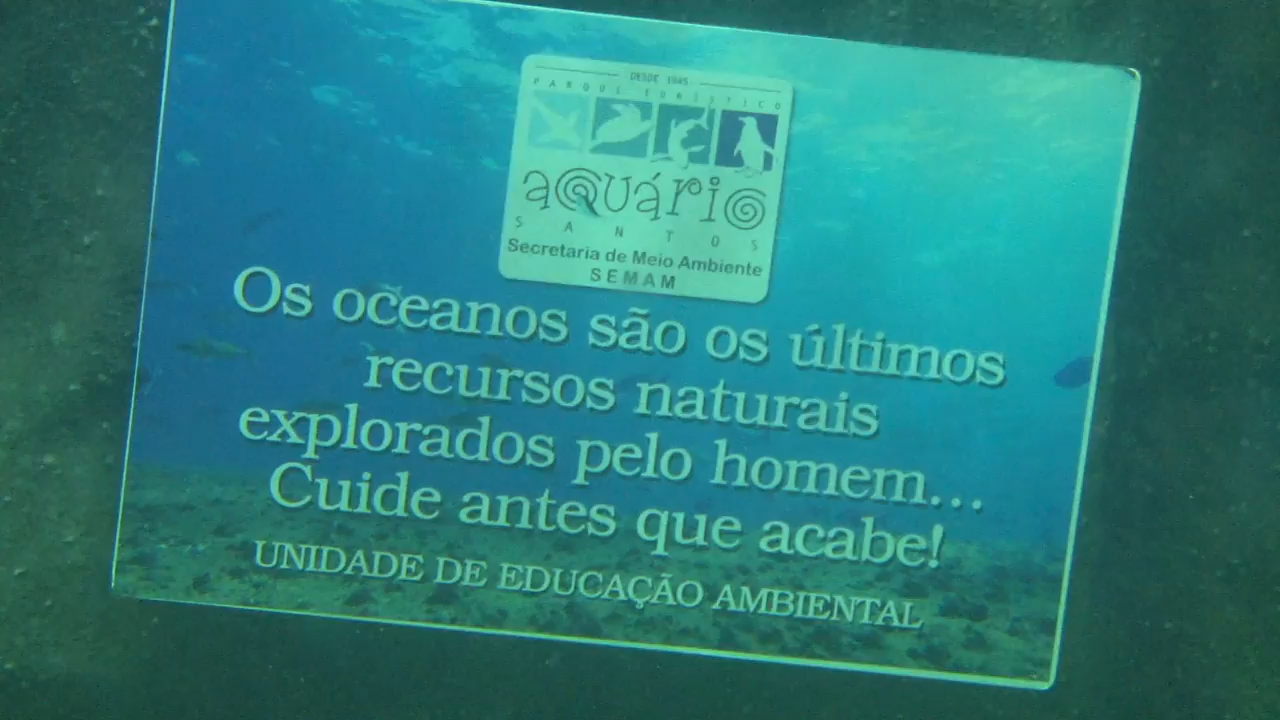 DESDE 1945
PARQUE TURÍSTICO
aquário
SANTOS
Secretaria de Meio Ambiente
SEMAM
Os oceanos são os últimos
recursos naturais
explorados pelo homem...
Cuide antes que acabe!
UNIDADE DE EDUCAÇÃO AMBIENTAL